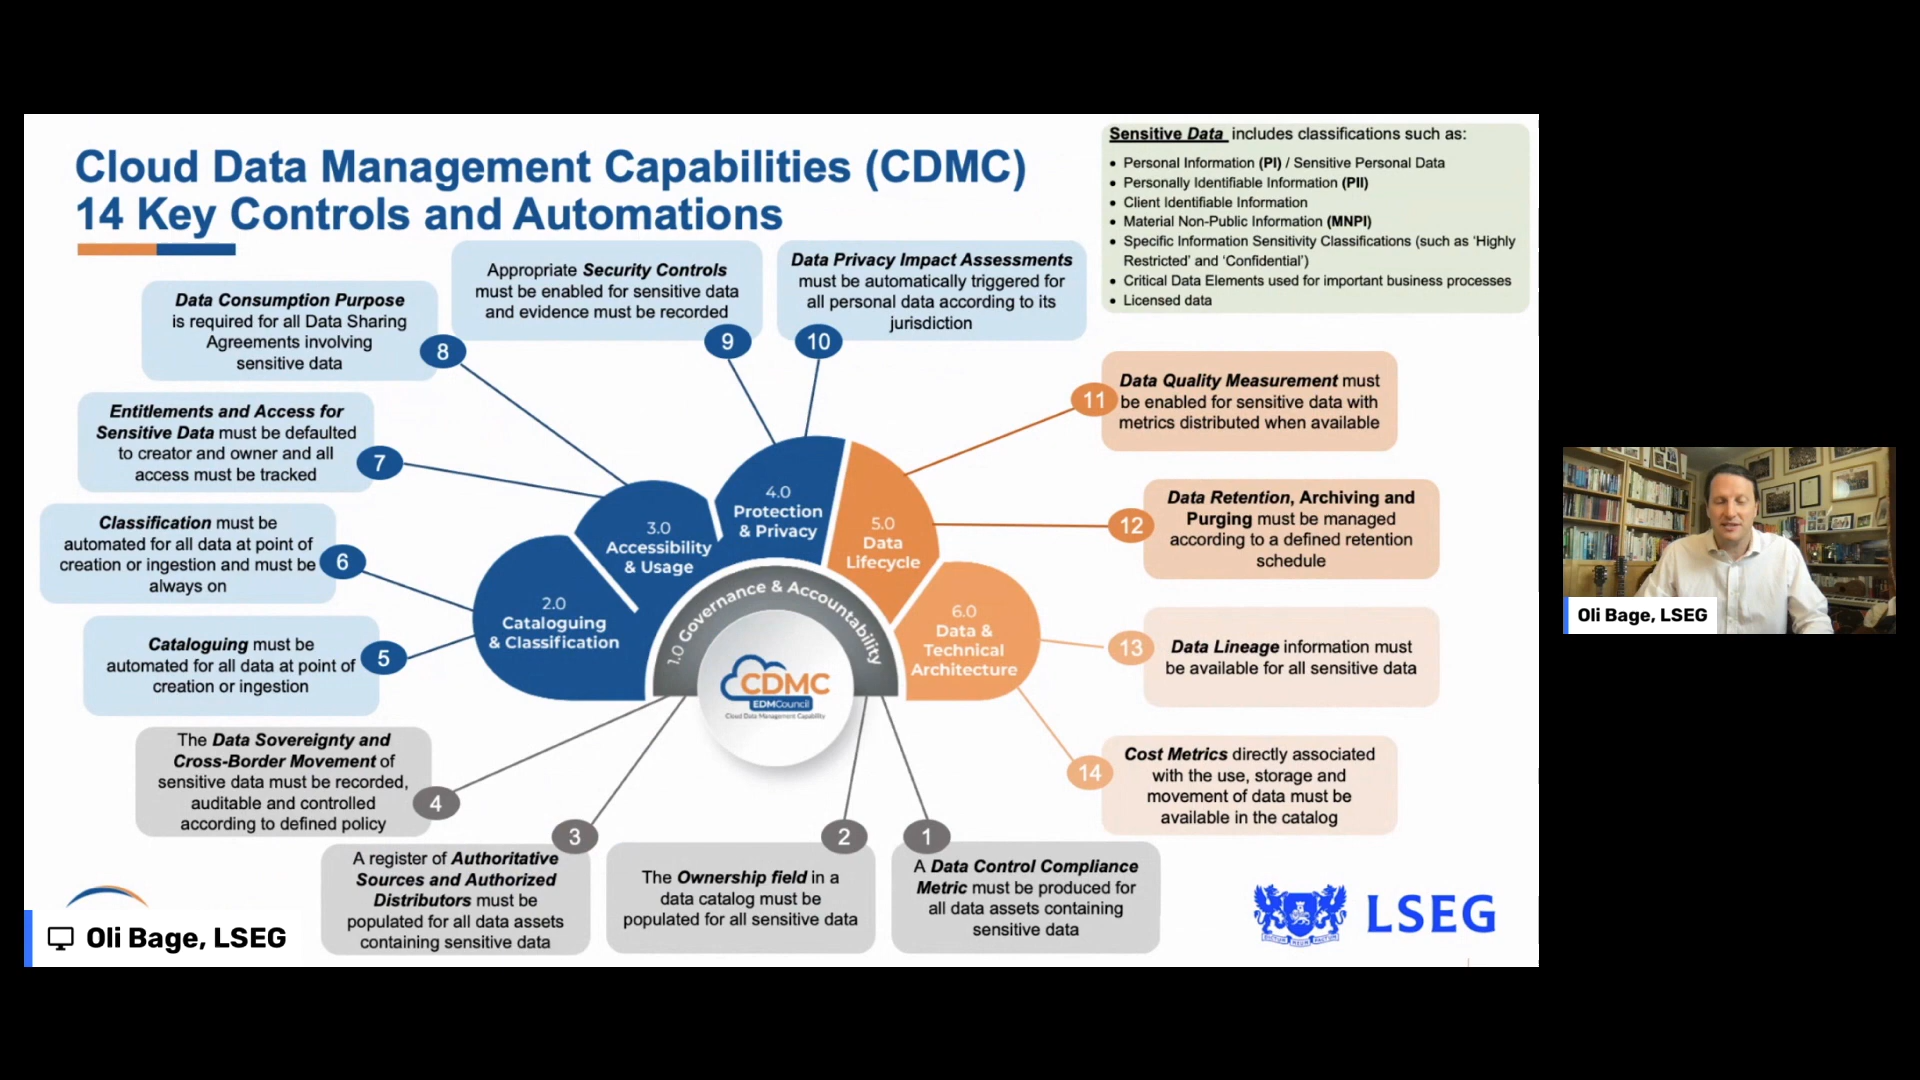 Cloud Data Management Capabilities (CDMC)
14 Key Controls and Automations
Sensitive Data includes classifications such as:
• Personal Information (PI) / Sensitive Personal Data
• Personally Identifiable Information (PII)
• Client Identifiable Information
• Material Non-Public Information (MNPI)
• Specific Information Sensitivity Classifications (such as ‘Highly
Restricted’ and ‘Confidential’)
• Critical Data Elements used for important business processes
• Licensed data
Data Consumption Purpose
is required for all Data Sharing
Agreements involving
sensitive data
8
Appropriate Security Controls
must be enabled for sensitive data
and evidence must be recorded
9
Data Privacy Impact Assessments
must be automatically triggered for
all personal data according to its
jurisdiction
10
Entitlements and Access for
Sensitive Data must be defaulted
to creator and owner and all
access must be tracked
7
Classification must be
automated for all data at point of
creation or ingestion and must be
always on
6
Cataloguing must be
automated for all data at point of
creation or ingestion
5
The Data Sovereignty and
Cross-Border Movement of
sensitive data must be recorded,
auditable and controlled
according to defined policy
4
3
A register of Authoritative
Sources and Authorized
Distributors must be
populated for all data assets
containing sensitive data
2
The Ownership field in a
data catalog must be
populated for all sensitive data
1
A Data Control Compliance
Metric must be produced for
all data assets containing
sensitive data
11
Data Quality Measurement must
be enabled for sensitive data with
metrics distributed when available
12
Data Retention, Archiving and
Purging must be managed
according to a defined retention
schedule
13
Data Lineage information must
be available for all sensitive data
14
Cost Metrics directly associated
with the use, storage and
movement of data must be
available in the catalog
2.0
Cataloguing
& Classification
3.0
Accessibility
& Usage
4.0
Protection
& Privacy
5.0
Data
Lifecycle
6.0
Data &
Technical
Architecture
1.0 Governance & Accountability
CDMC
EDMCouncil
Cloud Data Management Capability
LSEG
Oli Bage, LSEG
Oli Bage, LSEG